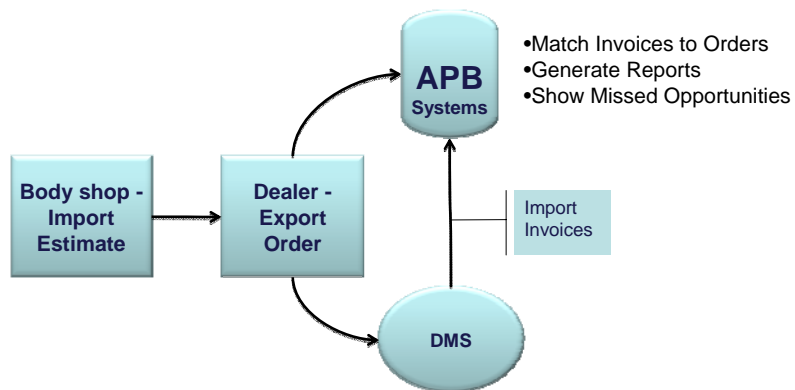 APB
Systems
•Match Invoices to Orders
•Generate Reports
•Show Missed Opportunities
Body shop -
Import
Estimate
Dealer -
Export
Order
Import
Invoices
DMS